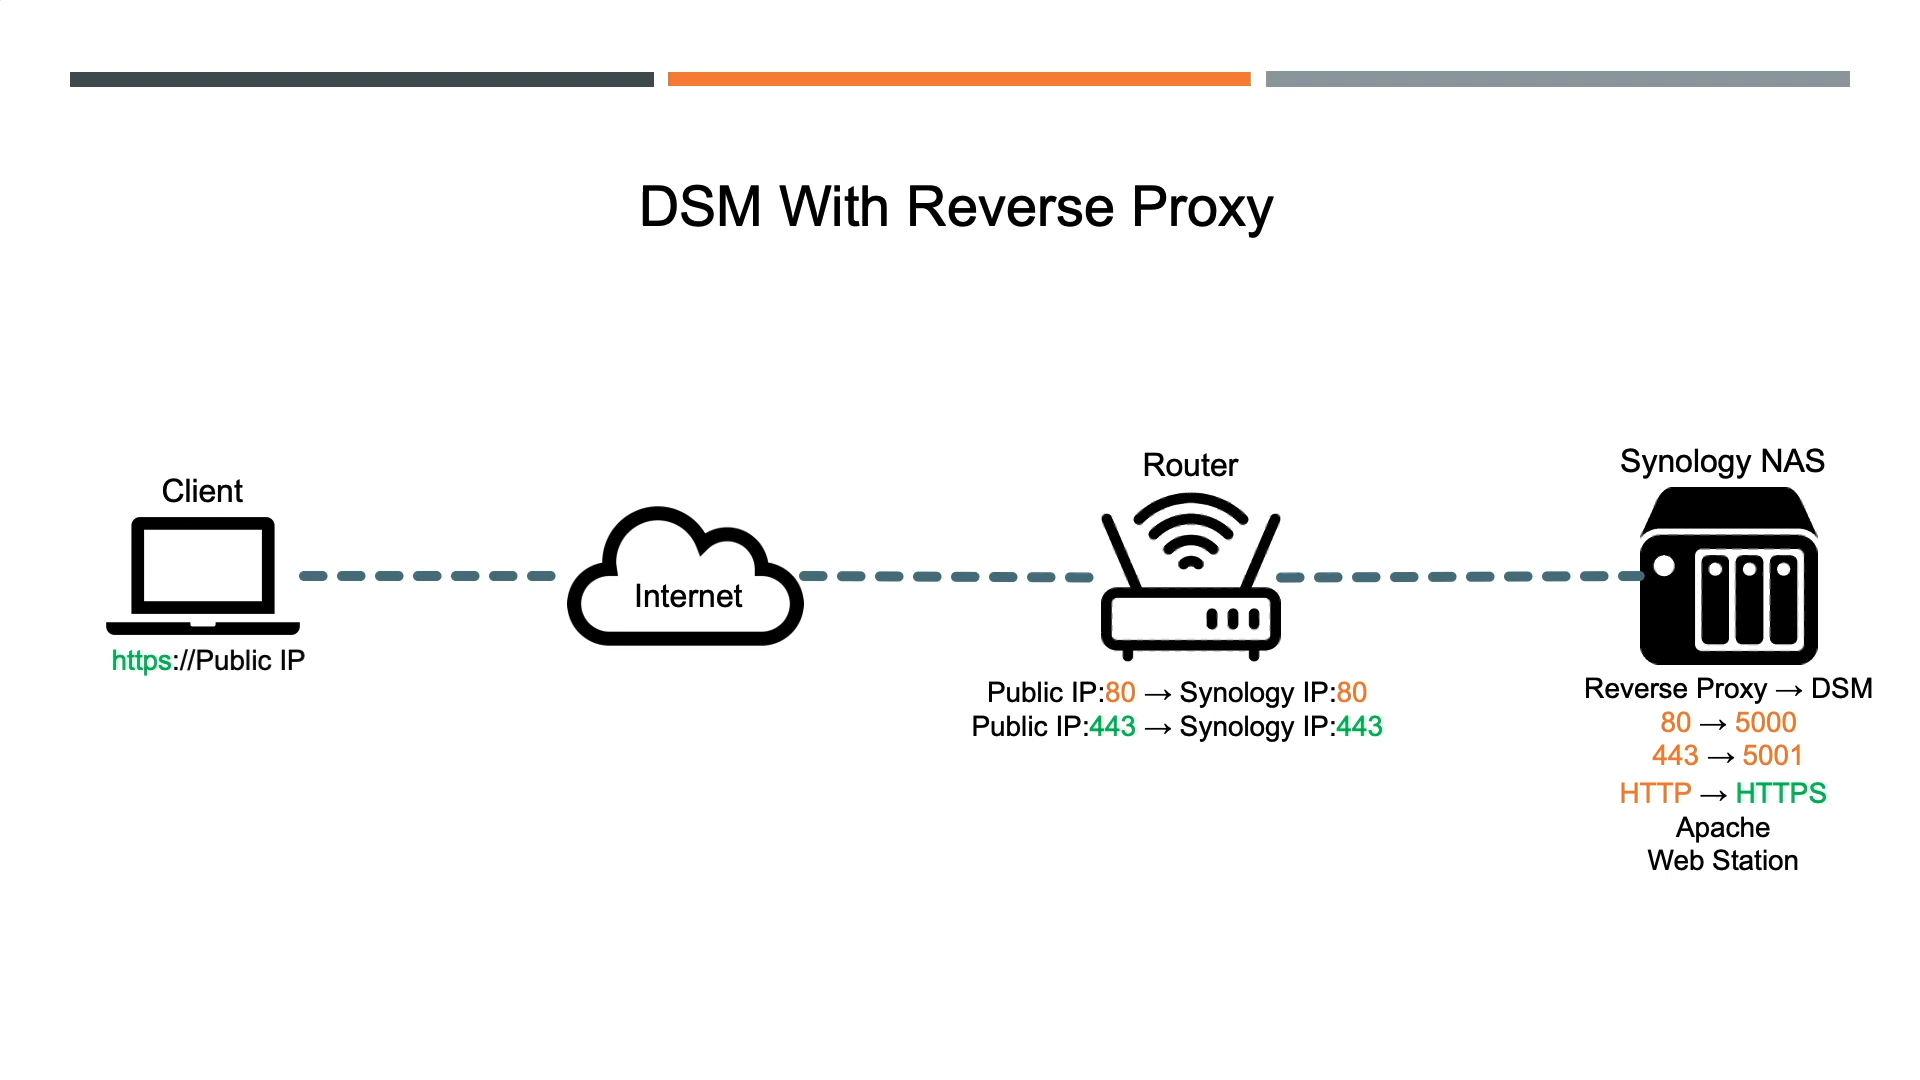 DSM With Reverse Proxy
Client
https://Public IP
Internet
Router
Public IP:80 → Synology IP:80
Public IP:443 → Synology IP:443
Synology NAS
Reverse Proxy → DSM
80 → 5000
443 → 5001
HTTP → HTTPS
Apache
Web Station